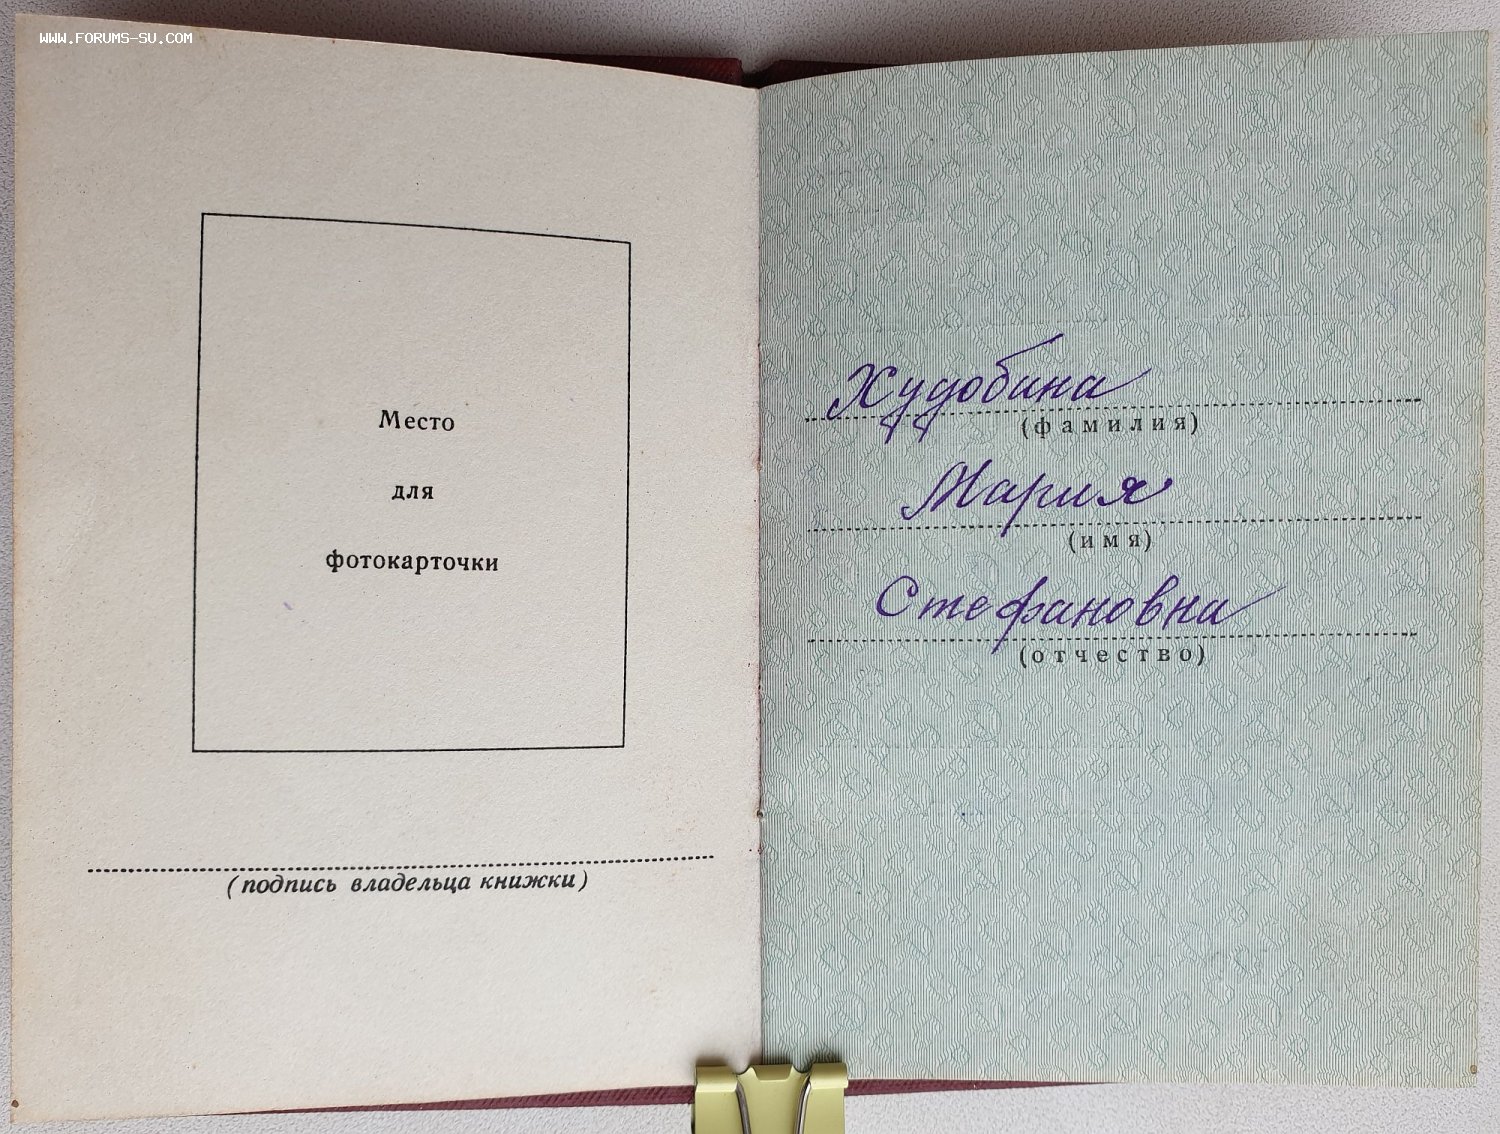 WWW.FORUMS-SU.COM
Место
для
фотокарточки
(подпись владельца книжки)
Худобина
(фамилия)
Мария
(имя)
Стефановна
(отчество)